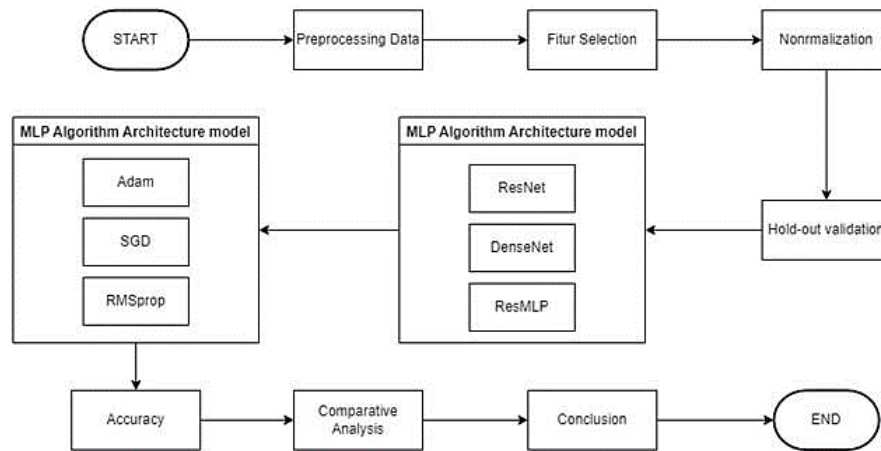 START
Preprocessing Data
Fitur Selection
Nonrmalization
MLP Algorithm Architecture model
Adam
SGD
RMSprop
MLP Algorithm Architecture model
ResNet
DenseNet
ResMLP
Hold-out validation
Accuracy
Comparative
Analysis
Conclusion
END